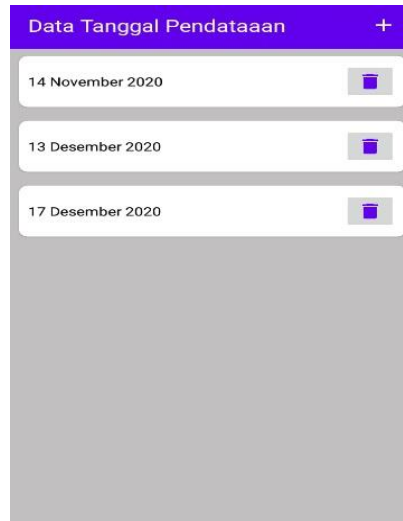 Data Tanggal Pendataaan +
14 November 2020
13 Desember 2020
17 Desember 2020